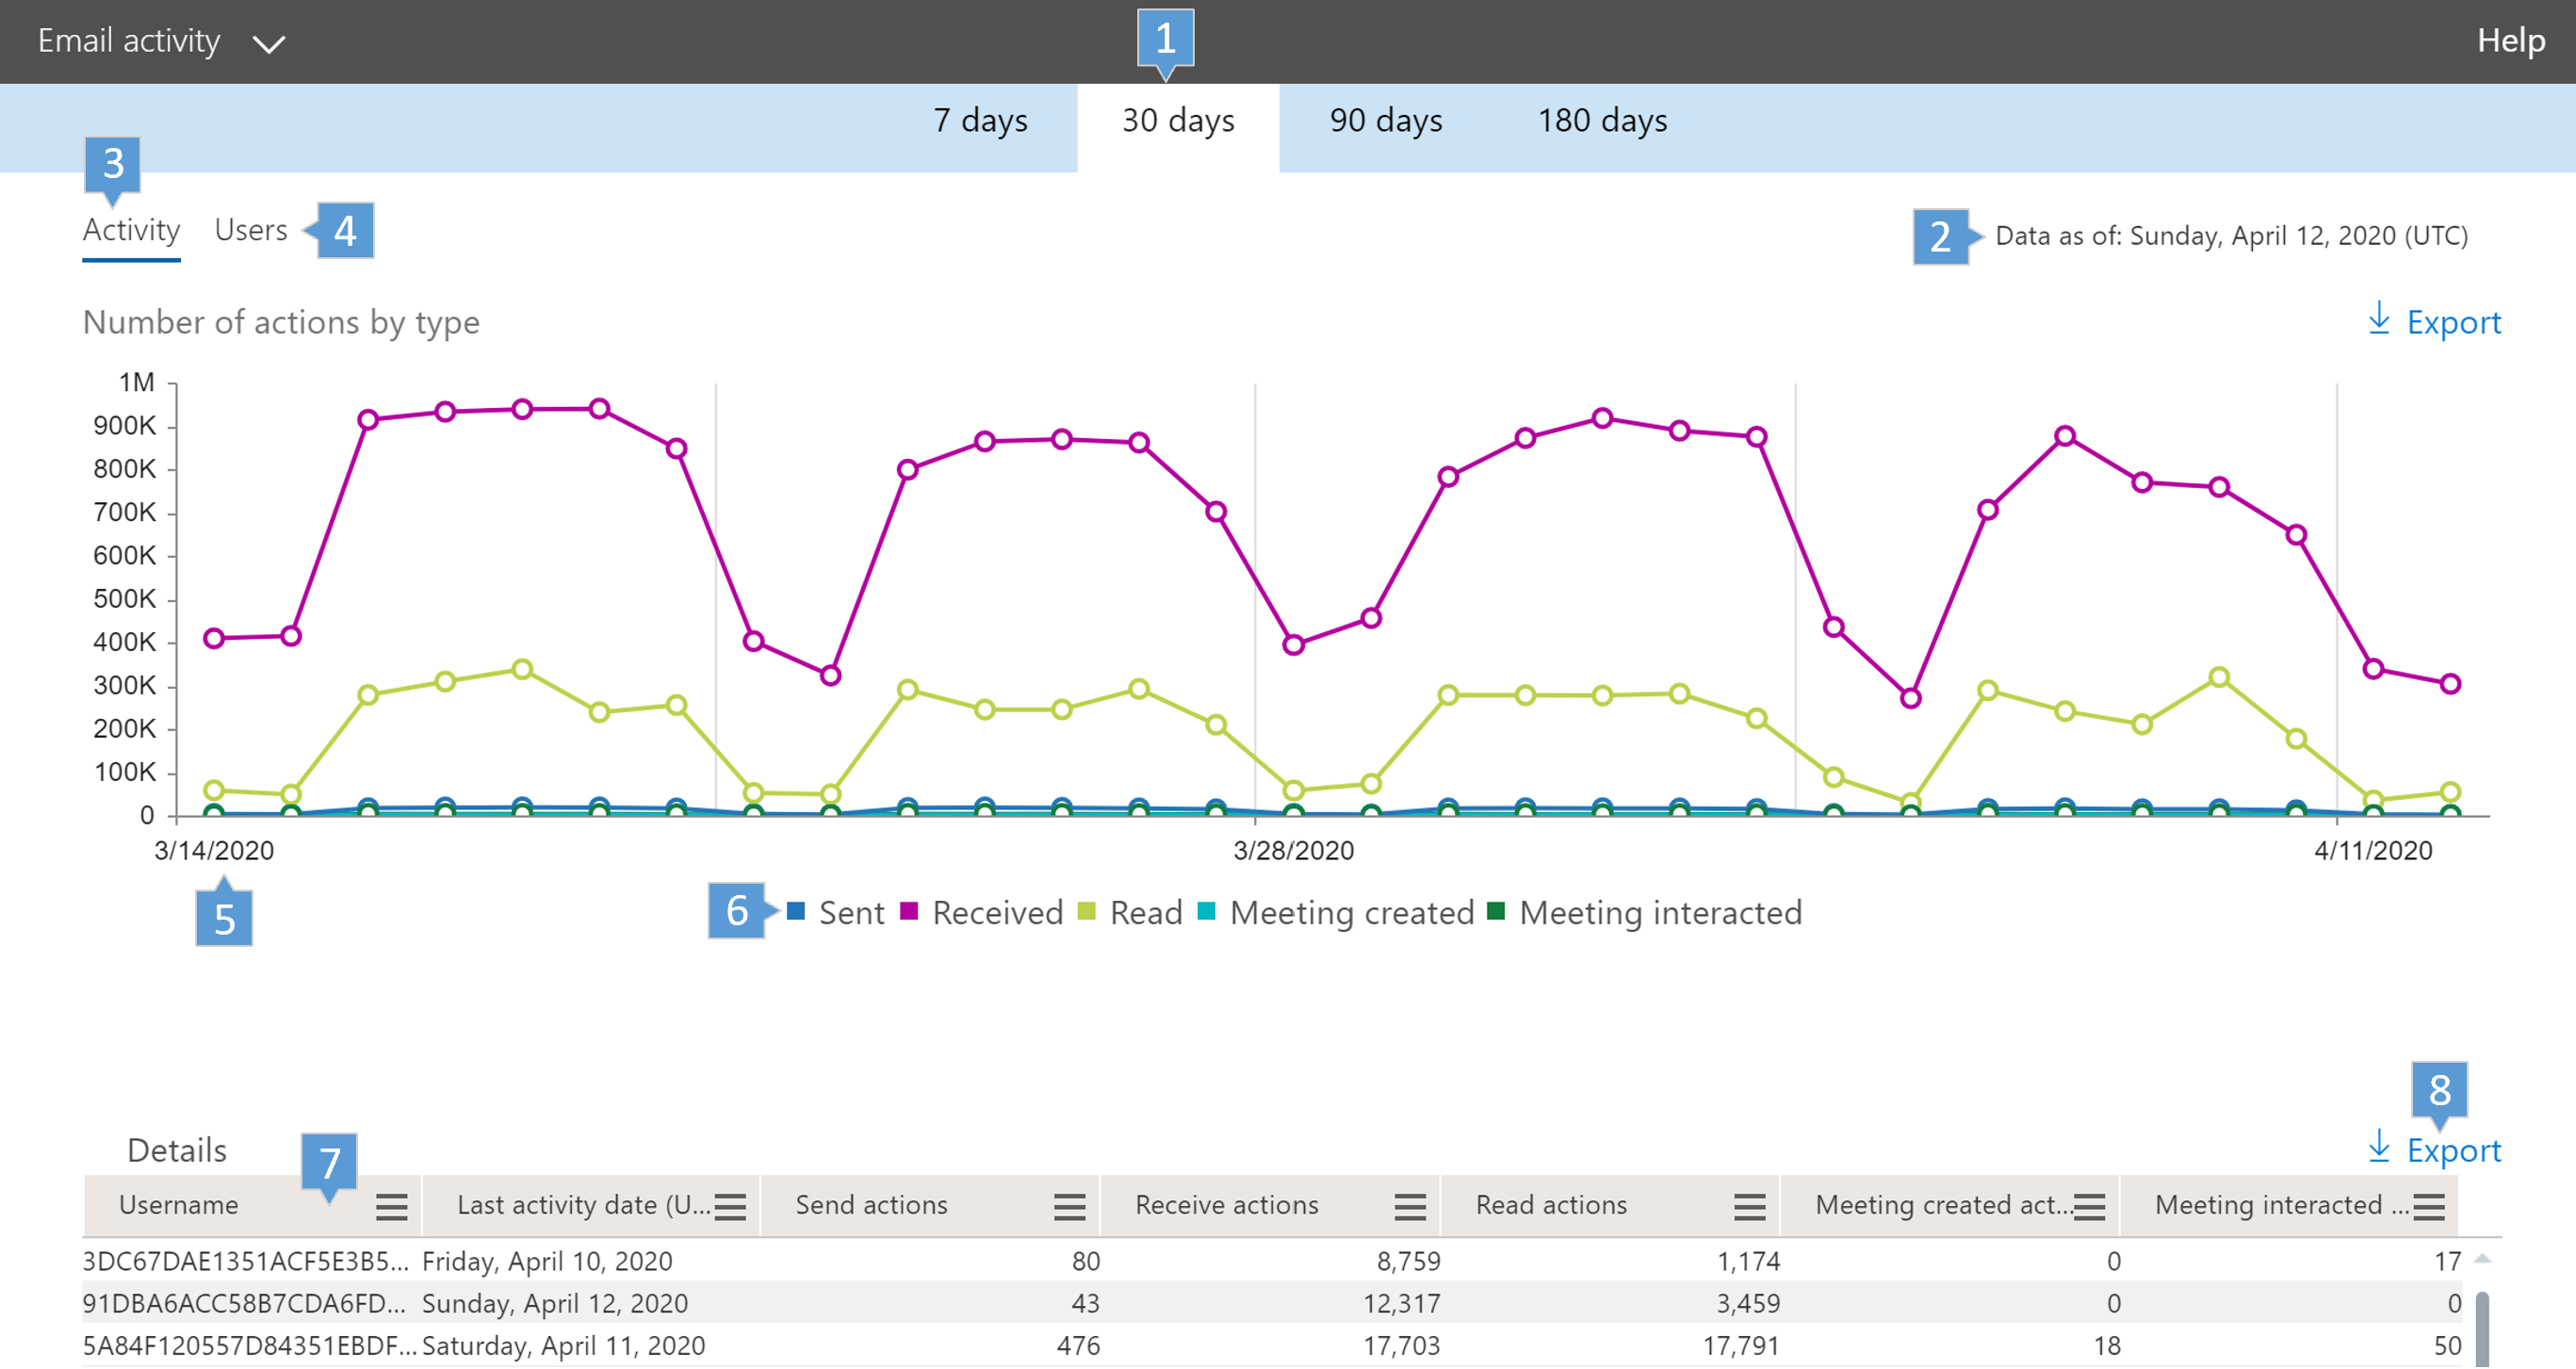 Email activity
1
Help
7 days 30 days 90 days 180 days
3
Activity Users 4
2 Data as of: Sunday, April 12, 2020 (UTC)
Number of actions by type
Export
1M
900K
800K
700K
600K
500K
400K
300K
200K
100K
0
3/14/2020 3/28/2020 4/11/2020
5
6 Sent Received Read Meeting created Meeting interacted
8
Details
7
Export
Username Last activity date (U... Send actions Receive actions Read actions Meeting created act... Meeting interacted ...
3DC67DAE1351ACF5E3B5... Friday, April 10, 2020 80 8,759 1,174 0 17
91DBA6ACC58B7CDA6FD... Sunday, April 12, 2020 43 12,317 3,459 0 0
5A84F120557D84351EBDF... Saturday, April 11, 2020 476 17,703 17,791 18 50